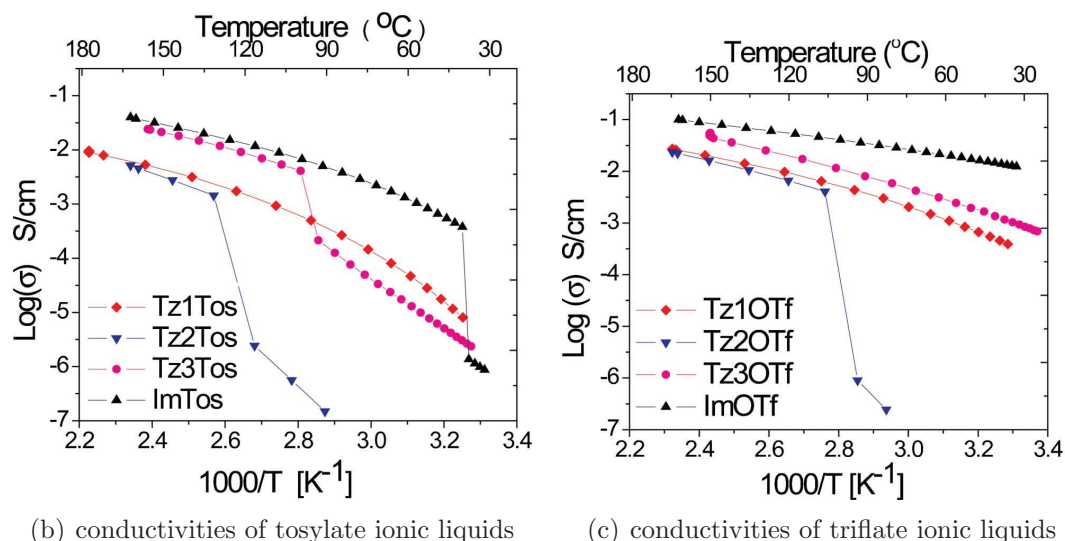 Temperature (°C)
180 150 120 90 60 30
-1
-2
-3
-4
-5
-6
-7
Log(σ) S/cm
Tz1Tos
Tz2Tos
Tz3Tos
ImTos
2.2 2.4 2.6 2.8 3.0 3.2 3.4
1000/T [K-1]
(b) conductivities of tosylate ionic liquids
Temperature (°C)
180 150 120 90 60 30
-1
-2
-3
-4
-5
-6
-7
Log (σ) S/cm
Tz1OTf
Tz2OTf
Tz3OTf
ImOTf
2.2 2.4 2.6 2.8 3.0 3.2 3.4
1000/T [K-1]
(c) conductivities of triflate ionic liquids